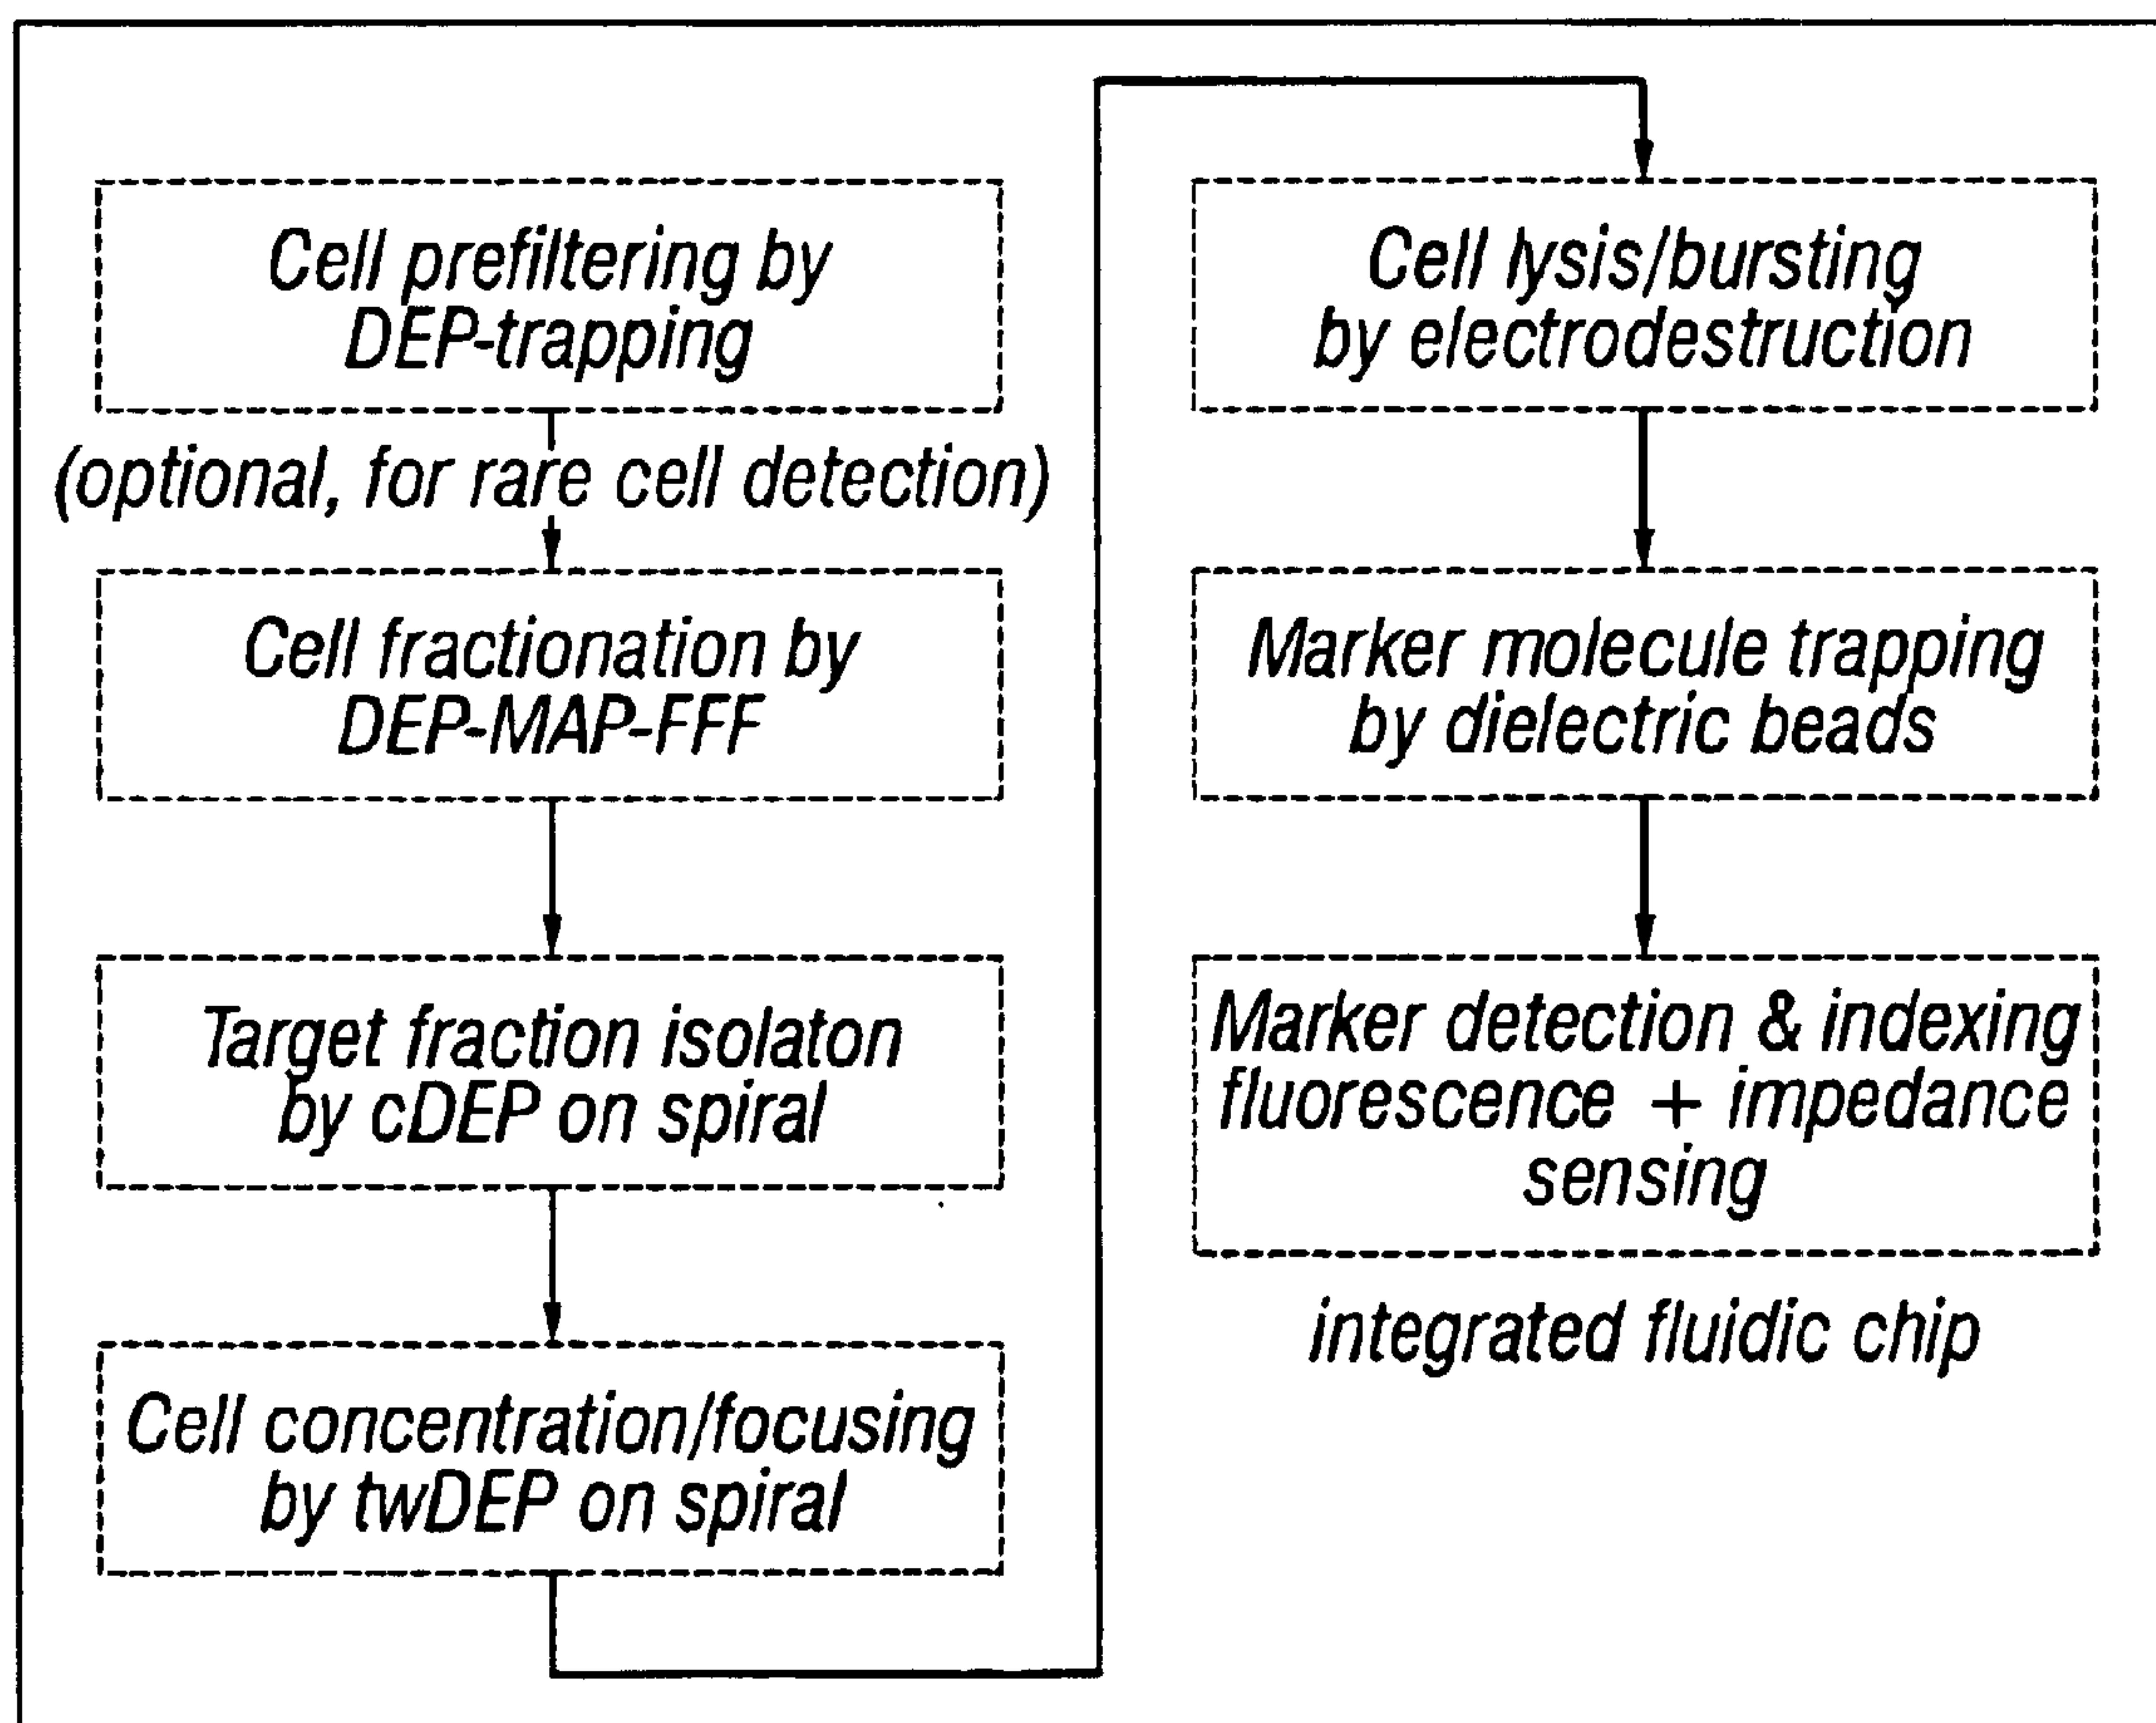 Cell prefiltering by
DEP-trapping
(optional, for rare cell detection)
Cell fractionation by
DEP-MAP-FFF
Target fraction isolaton
by cDEP on spiral
Cell concentration/focusing
by twDEP on spiral
Cell lysis/bursting
by electrodestruction
Marker molecule trapping
by dielectric beads
Marker detection & indexing
fluorescence + impedance
sensing
integrated fluidic chip